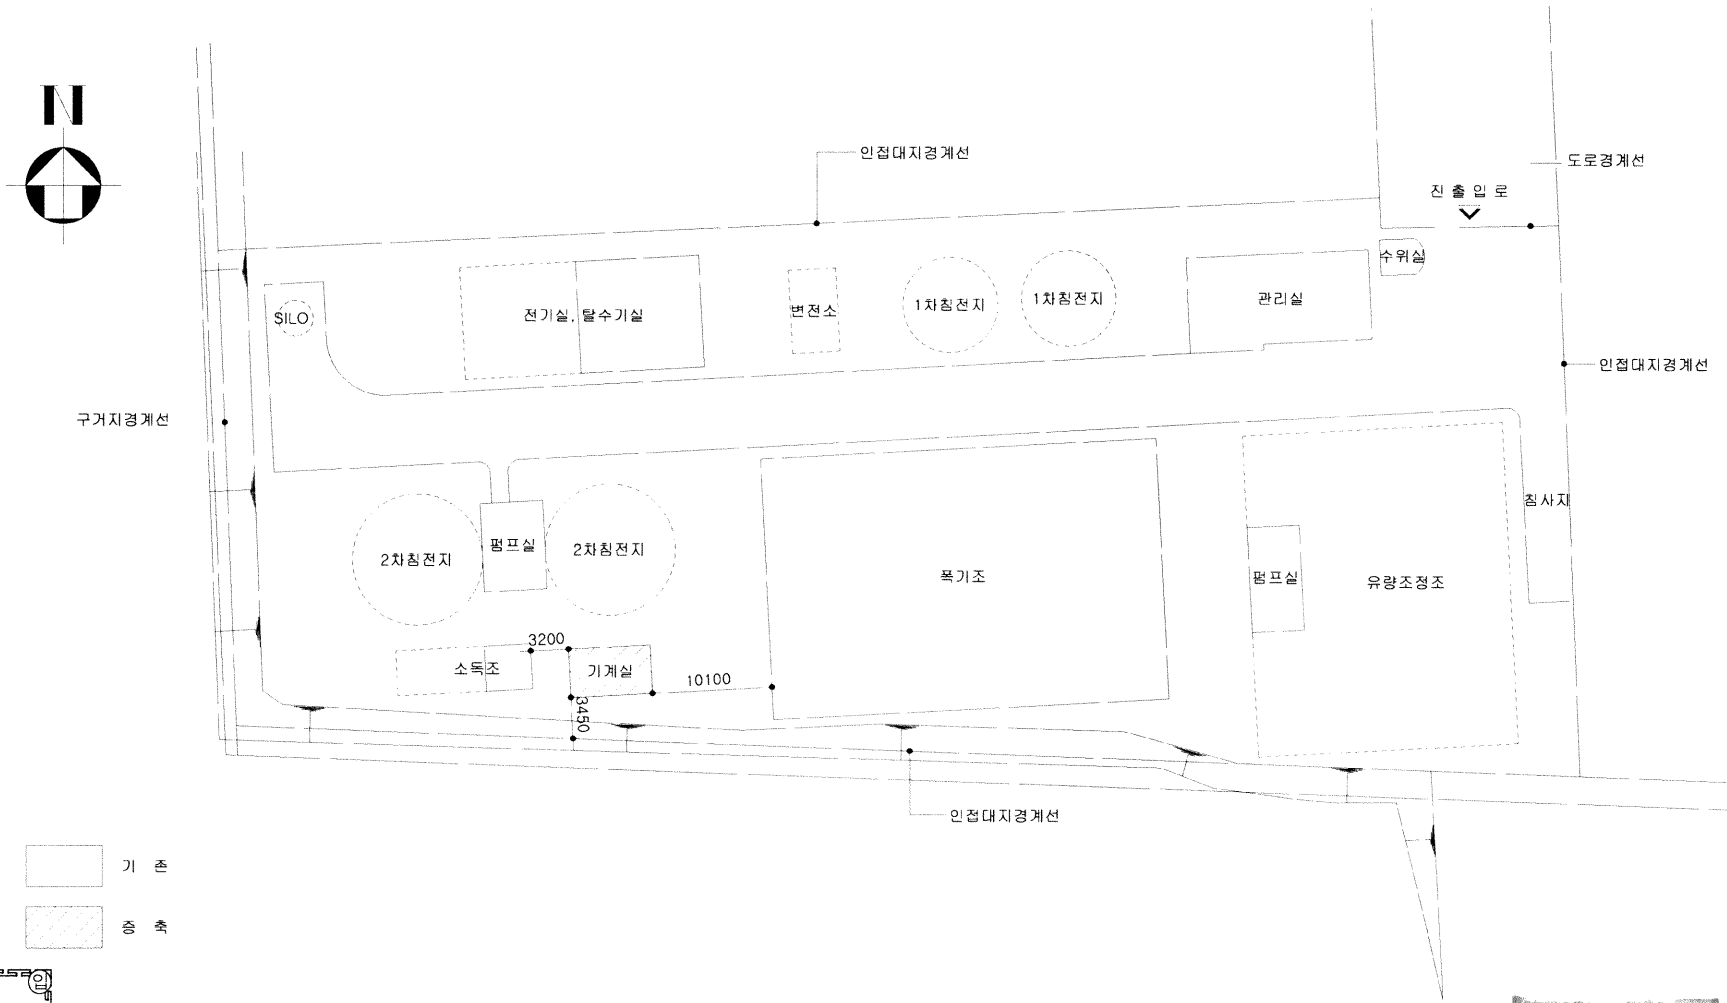 N
인접대지경계선
도로경계선
진 출 입 로
수위실
SILO
전기실, 탈수기실
변전소
1차침전지
1차침전지
관리실
인접대지경계선
구거지경계선
2차침전지
펌프실
2차침전지
폭기조
펌프실
유량조정조
침사지
소독조
3200
기계실
10100
3450
인접대지경계선
기 존
증 축